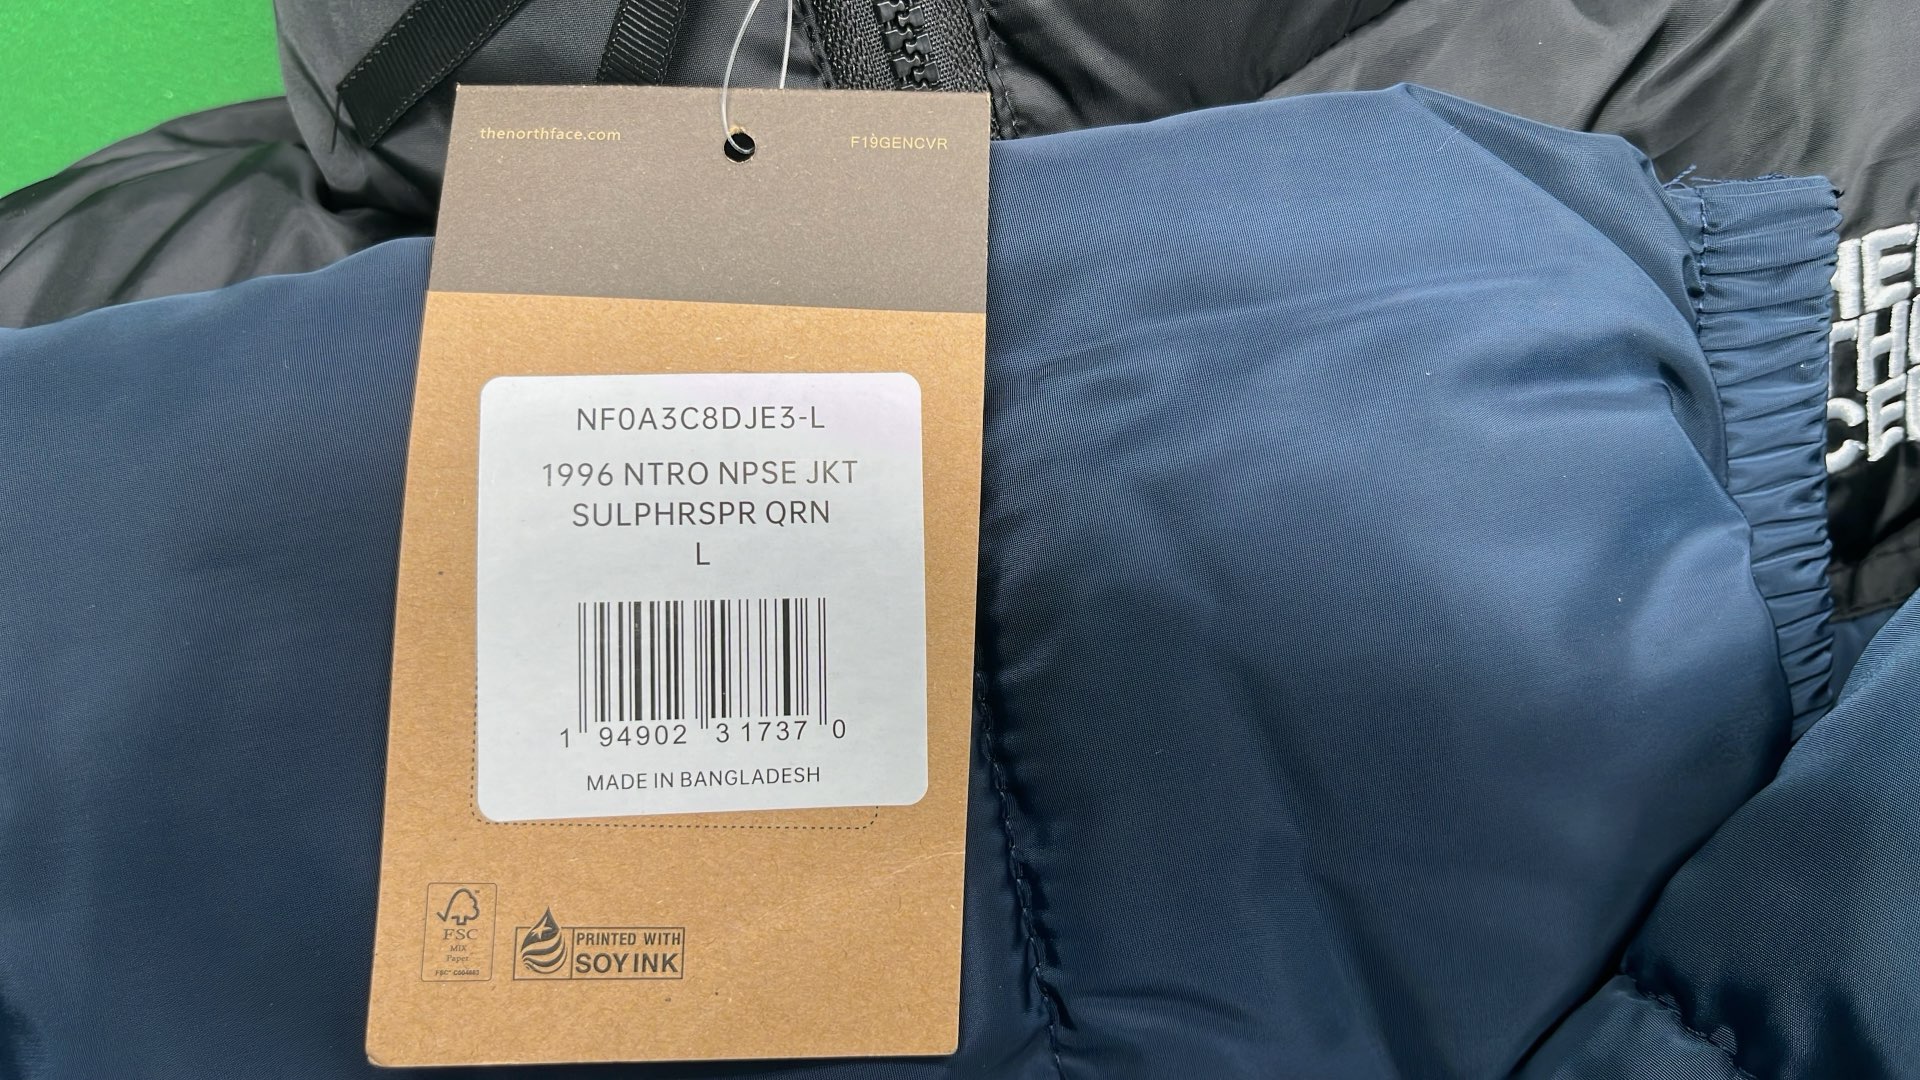 thenorthface.com
F19GENCVR
NF0A3C8DJE3-L
1996 NTRO NPSE JKT
SULPHRSPR QRN
L
1 94902 31737 0
MADE IN BANGLADESH
FSC
MIX
Paper
PRINTED WITH
SOY INK